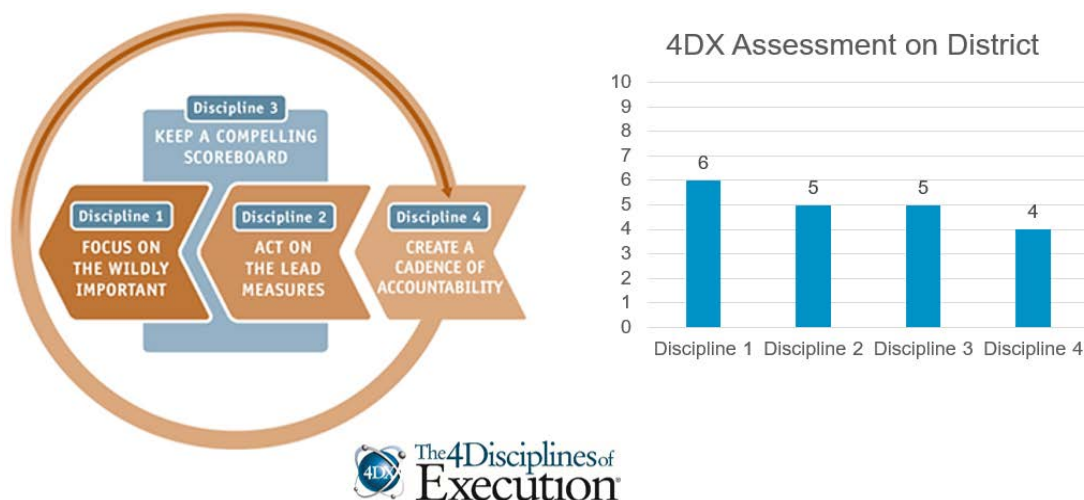 Discipline 3
KEEP A COMPELLING
SCOREBOARD
Discipline 1
FOCUS ON
THE WILDLY
IMPORTANT
Discipline 2
ACT ON
THE LEAD
MEASURES
Discipline 4
CREATE A
CADENCE OF
ACCOUNTABILITY
4DX Assessment on District
10
9
8
7
6
5
4
3
2
1
0
6
5
5
4
Discipline 1 Discipline 2 Discipline 3 Discipline 4
4DX
The 4 Disciplines of
Execution®